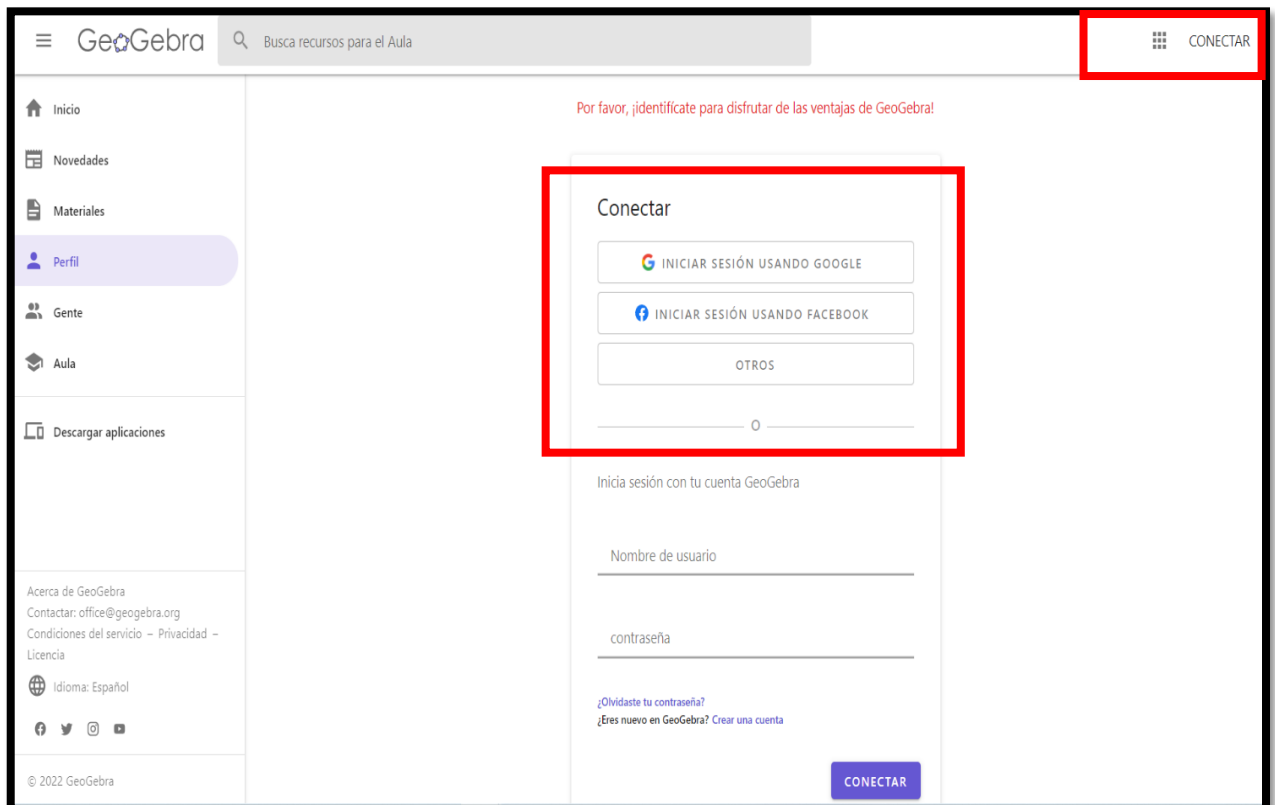 GeoGebra
Busca recursos para el Aula
CONECTAR
Inicio
Novedades
Materiales
Perfil
Gente
Aula
Descargar aplicaciones
Acerca de GeoGebra
Contactar: office@geogebra.org
Condiciones del servicio – Privacidad –
Licencia
Idioma: Español
© 2022 GeoGebra
Por favor, ¡identifícate para disfrutar de las ventajas de GeoGebra!
Conectar
INICIAR SESIÓN USANDO GOOGLE
INICIAR SESIÓN USANDO FACEBOOK
OTROS
O
Inicia sesión con tu cuenta GeoGebra
Nombre de usuario
contraseña
¿Olvidaste tu contraseña?
¿Eres nuevo en GeoGebra? Crear una cuenta
CONECTAR